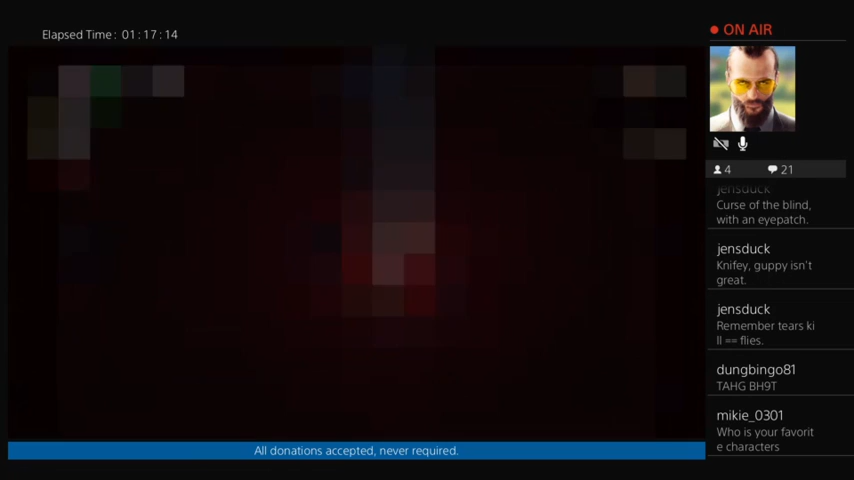 Elapsed Time: 01:17:14
ON AIR
4 21
jensduck
Curse of the blind,
with an eyepatch.
jensduck
Knifey, guppy isn't
great.
jensduck
Remember tears ki
ll == flies.
dungbingo81
TAHG BH9T
mikie_0301
Who is your favorit
e characters
All donations accepted, never required.